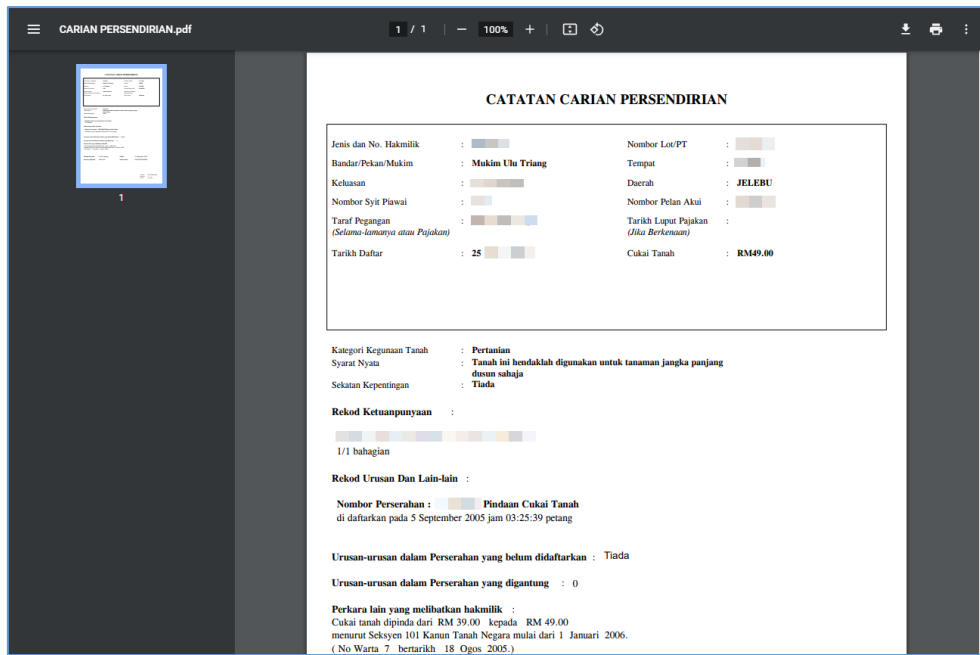 CARIAN PERSENDIRIAN.pdf
1 / 1
100%
1
CATATAN CARIAN PERSENDIRIAN
Jenis dan No. Hakmilik :
Nombor Lot/PT :
Bandar/Pekan/Mukim : Mukim Ulu Triang
Tempat :
Keluasan :
Daerah : JELEBU
Nombor Syit Piawai :
Nombor Pelan Akui :
Taraf Pegangan :
(Selama-lamanya atau Pajakan)
Tarikh Luput Pajakan :
(Jika Berkenaan)
Tarikh Daftar : 25
Cukai Tanah : RM49.00
Kategori Kegunaan Tanah : Pertanian
Syarat Nyata : Tanah ini hendaklah digunakan untuk tanaman jangka panjang
dusun sahaja
Sekatan Kepentingan : Tiada
Rekod Ketuanpunyaan :
1/1 bahagian
Rekod Urusan Dan Lain-lain :
Nombor Perserahan : Pindaan Cukai Tanah
di daftarkan pada 5 September 2005 jam 03:25:39 petang
Urusan-urusan dalam Perserahan yang belum didaftarkan : Tiada
Urusan-urusan dalam Perserahan yang digantung : 0
Perkara lain yang melibatkan hakmilik :
Cukai tanah dipinda dari RM 39.00 kepada RM 49.00
menurut Seksyen 101 Kanun Tanah Negara mulai dari 1 Januari 2006.
( No Warta 7 bertarikh 18 Ogos 2005.)